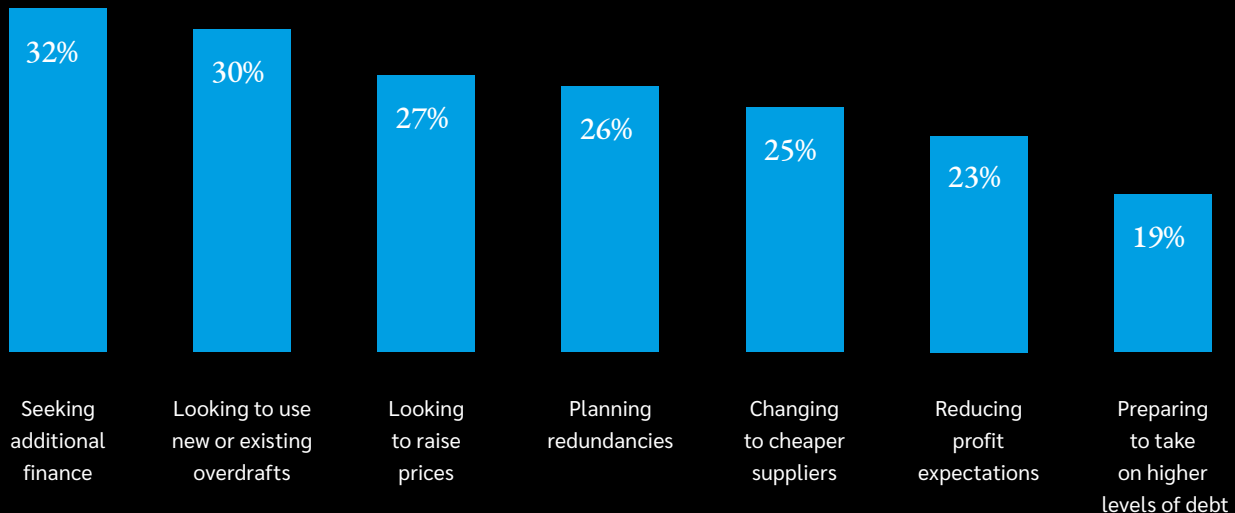 32%
30%
27%
26%
25%
23%
19%
Seeking
additional
finance
Looking to use
new or existing
overdrafts
Looking
to raise
prices
Planning
redundancies
Changing
to cheaper
suppliers
Reducing
profit
expectations
Preparing
to take
on higher
levels of debt